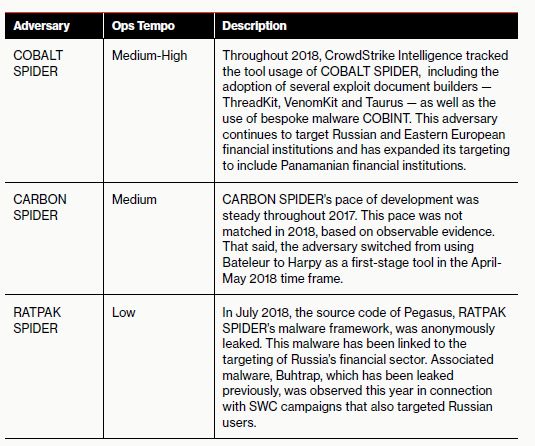 Adversary Ops Tempo Description
COBALT SPIDER
Medium-High
Throughout 2018, CrowdStrike Intelligence tracked
the tool usage of COBALT SPIDER, including the
adoption of several exploit document builders —
ThreadKit, VenomKit and Taurus — as well as the
use of bespoke malware COBINT. This adversary
continues to target Russian and Eastern European
financial institutions and has expanded its targeting
to include Panamanian financial institutions.
CARBON
SPIDER
Medium
CARBON SPIDER's pace of development was
steady throughout 2017. This pace was not
matched in 2018, based on observable evidence.
That said, the adversary switched from using
Bateleur to Harpy as a first-stage tool in the April-
May 2018 time frame.
RATPAK
SPIDER
Low
In July 2018, the source code of Pegasus, RATPAK
SPIDER's malware framework, was anonymously
leaked. This malware has been linked to the
targeting of Russia's financial sector. Associated
malware, Buhtrap, which has been leaked
previously, was observed this year in connection
with SWC campaigns that also targeted Russian
users.